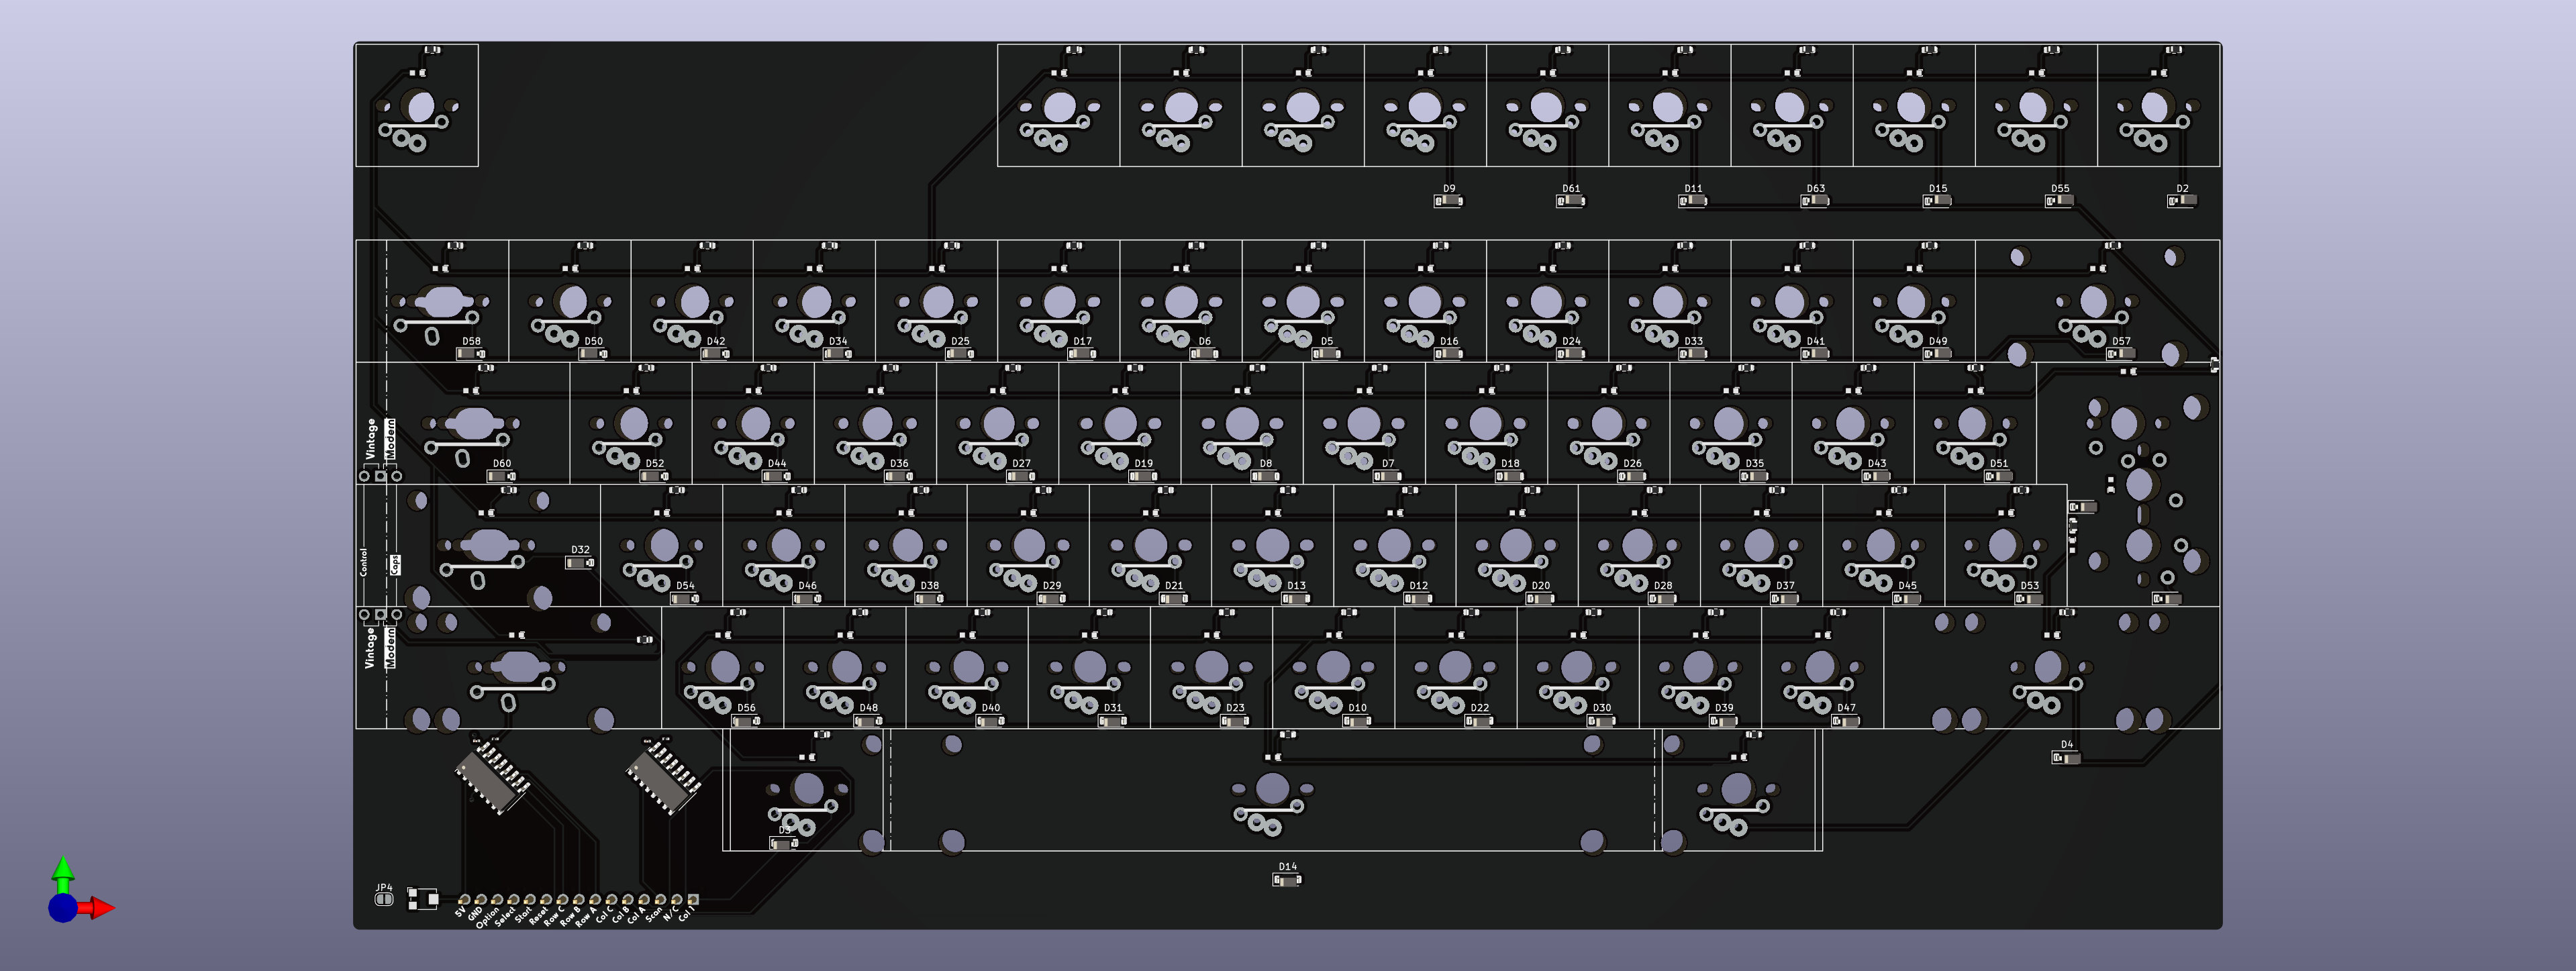 D9 D61 D11 D63 D15 D55 D2
D58 D50 D42 D34 D25 D17 D6 D5 D16 D24 D33 D41 D49 D57
Vintage
Modern
D60 D52 D44 D36 D27 D19 D8 D7 D18 D26 D35 D43 D51
Control
Caps
D32
D54 D46 D38 D29 D21 D13 D12 D20 D28 D37 D45 D53
Vintage
Modern
D56 D48 D40 D31 D23 D10 D22 D30 D39 D47
D4
D3
D14
JP4
5V
GND
Option
Select
Start
Reset
Row C
Row B
Row A
Col C
Col B
Col A
Scan
N/C
Col 1